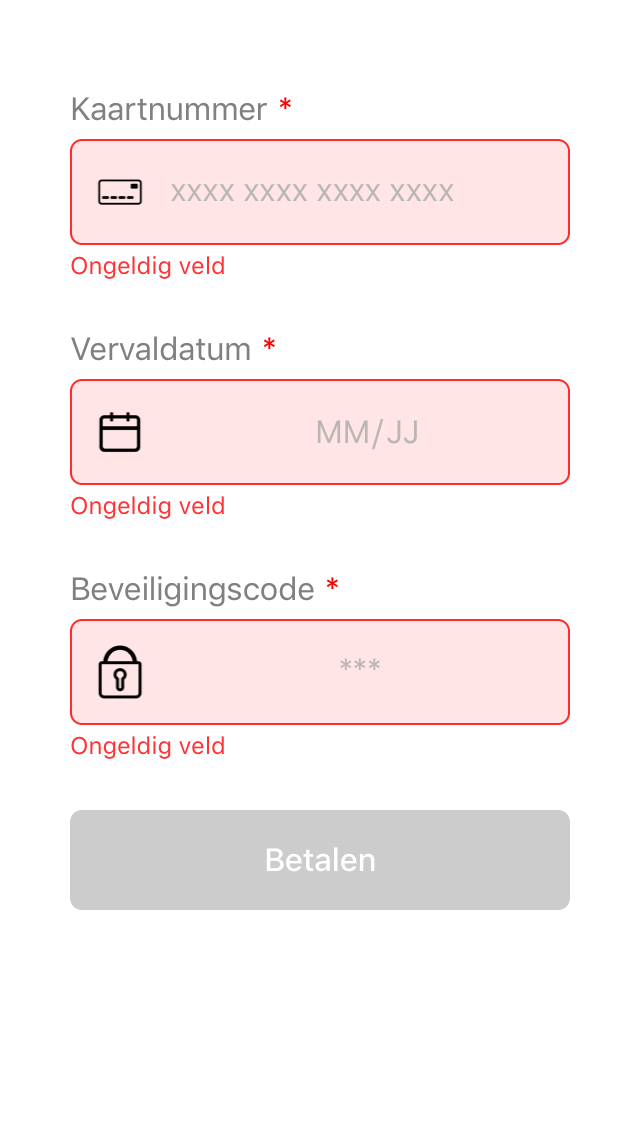 Kaartnummer *
xxxx xxxx xxxx xxxx
Ongeldig veld
Vervaldatum *
MM/JJ
Ongeldig veld
Beveiligingscode *
***
Ongeldig veld
Betalen